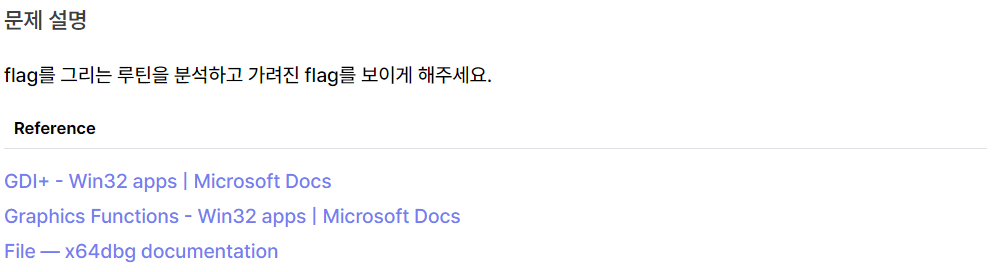 문제 설명
flag를 그리는 루틴을 분석하고 가려진 flag를 보이게 해주세요.
Reference
GDI+ - Win32 apps | Microsoft Docs
Graphics Functions - Win32 apps | Microsoft Docs
File — x64dbg documentation